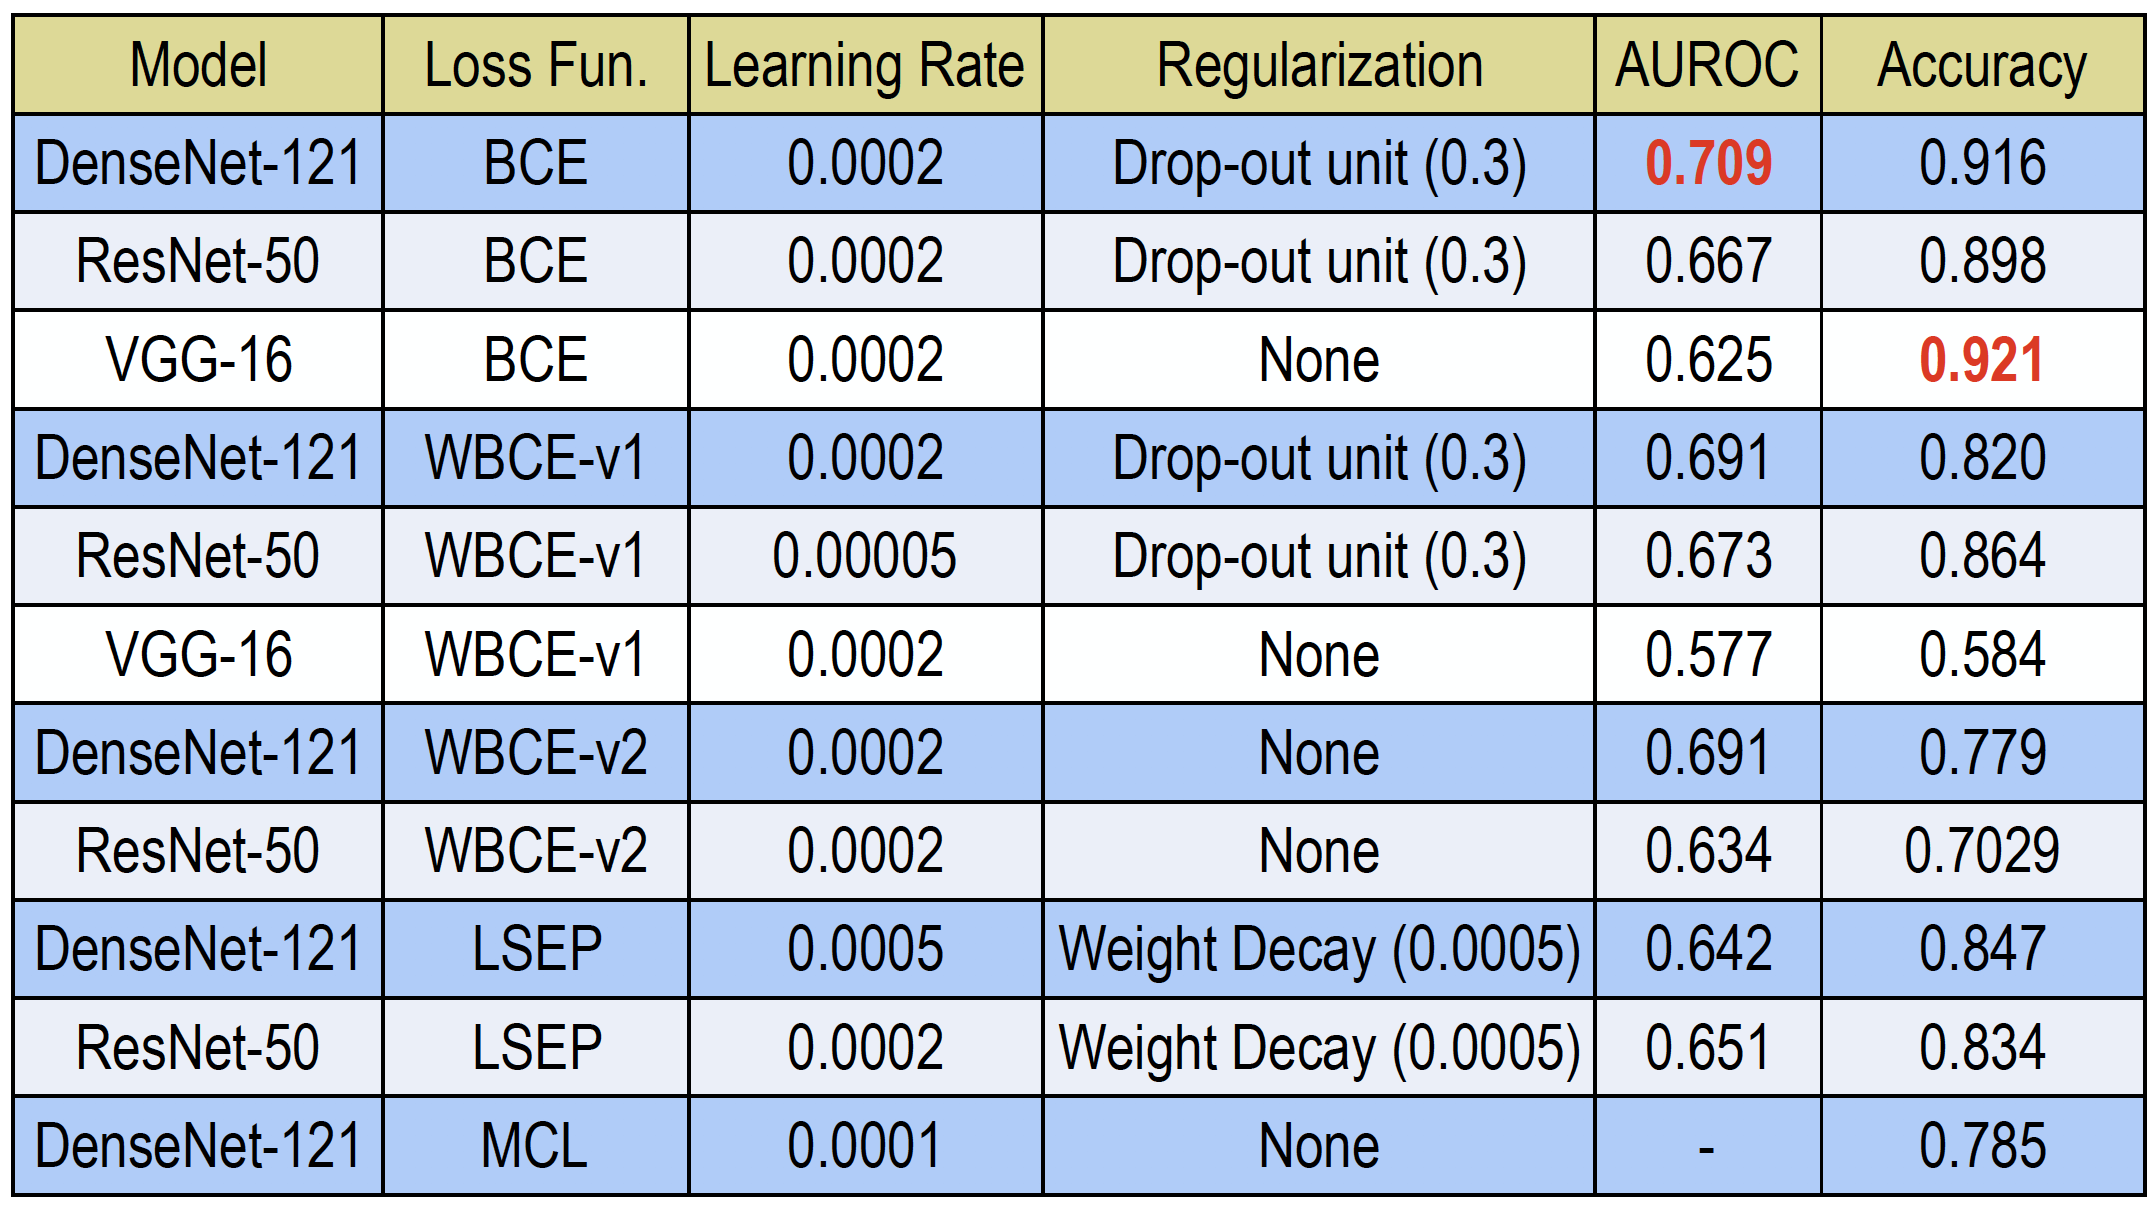 Model Loss Fun. Learning Rate Regularization AUROC Accuracy
DenseNet-121 BCE 0.0002 Drop-out unit (0.3) 0.709 0.916
ResNet-50 BCE 0.0002 Drop-out unit (0.3) 0.667 0.898
VGG-16 BCE 0.0002 None 0.625 0.921
DenseNet-121 WBCE-v1 0.0002 Drop-out unit (0.3) 0.691 0.820
ResNet-50 WBCE-v1 0.00005 Drop-out unit (0.3) 0.673 0.864
VGG-16 WBCE-v1 0.0002 None 0.577 0.584
DenseNet-121 WBCE-v2 0.0002 None 0.691 0.779
ResNet-50 WBCE-v2 0.0002 None 0.634 0.7029
DenseNet-121 LSEP 0.0005 Weight Decay (0.0005) 0.642 0.847
ResNet-50 LSEP 0.0002 Weight Decay (0.0005) 0.651 0.834
DenseNet-121 MCL 0.0001 None - 0.785